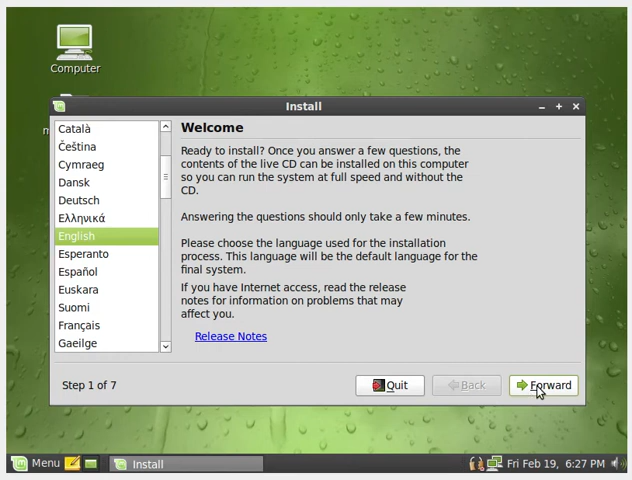 Computer
Install
Català
Čeština
Cymraeg
Dansk
Deutsch
Ελληνικά
English
Esperanto
Español
Euskara
Suomi
Français
Gaeilge
Welcome
Ready to install? Once you answer a few questions, the
contents of the live CD can be installed on this computer
so you can run the system at full speed and without the
CD.
Answering the questions should only take a few minutes.
Please choose the language used for the installation
process. This language will be the default language for the
final system.
If you have Internet access, read the release
notes for information on problems that may
affect you.
Release Notes
Step 1 of 7
Quit
Back
Forward
Menu
Install
Fri Feb 19, 6:27 PM